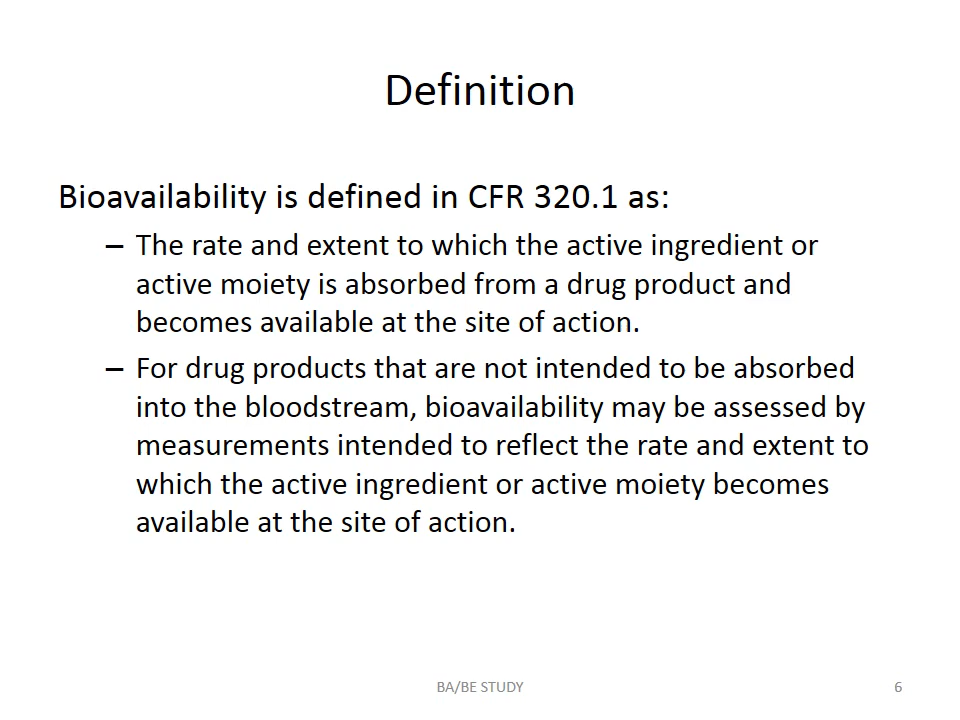 Definition
Bioavailability is defined in CFR 320.1 as:
– The rate and extent to which the active ingredient or
active moiety is absorbed from a drug product and
becomes available at the site of action.
– For drug products that are not intended to be absorbed
into the bloodstream, bioavailability may be assessed by
measurements intended to reflect the rate and extent to
which the active ingredient or active moiety becomes
available at the site of action.
BA/BE STUDY
6